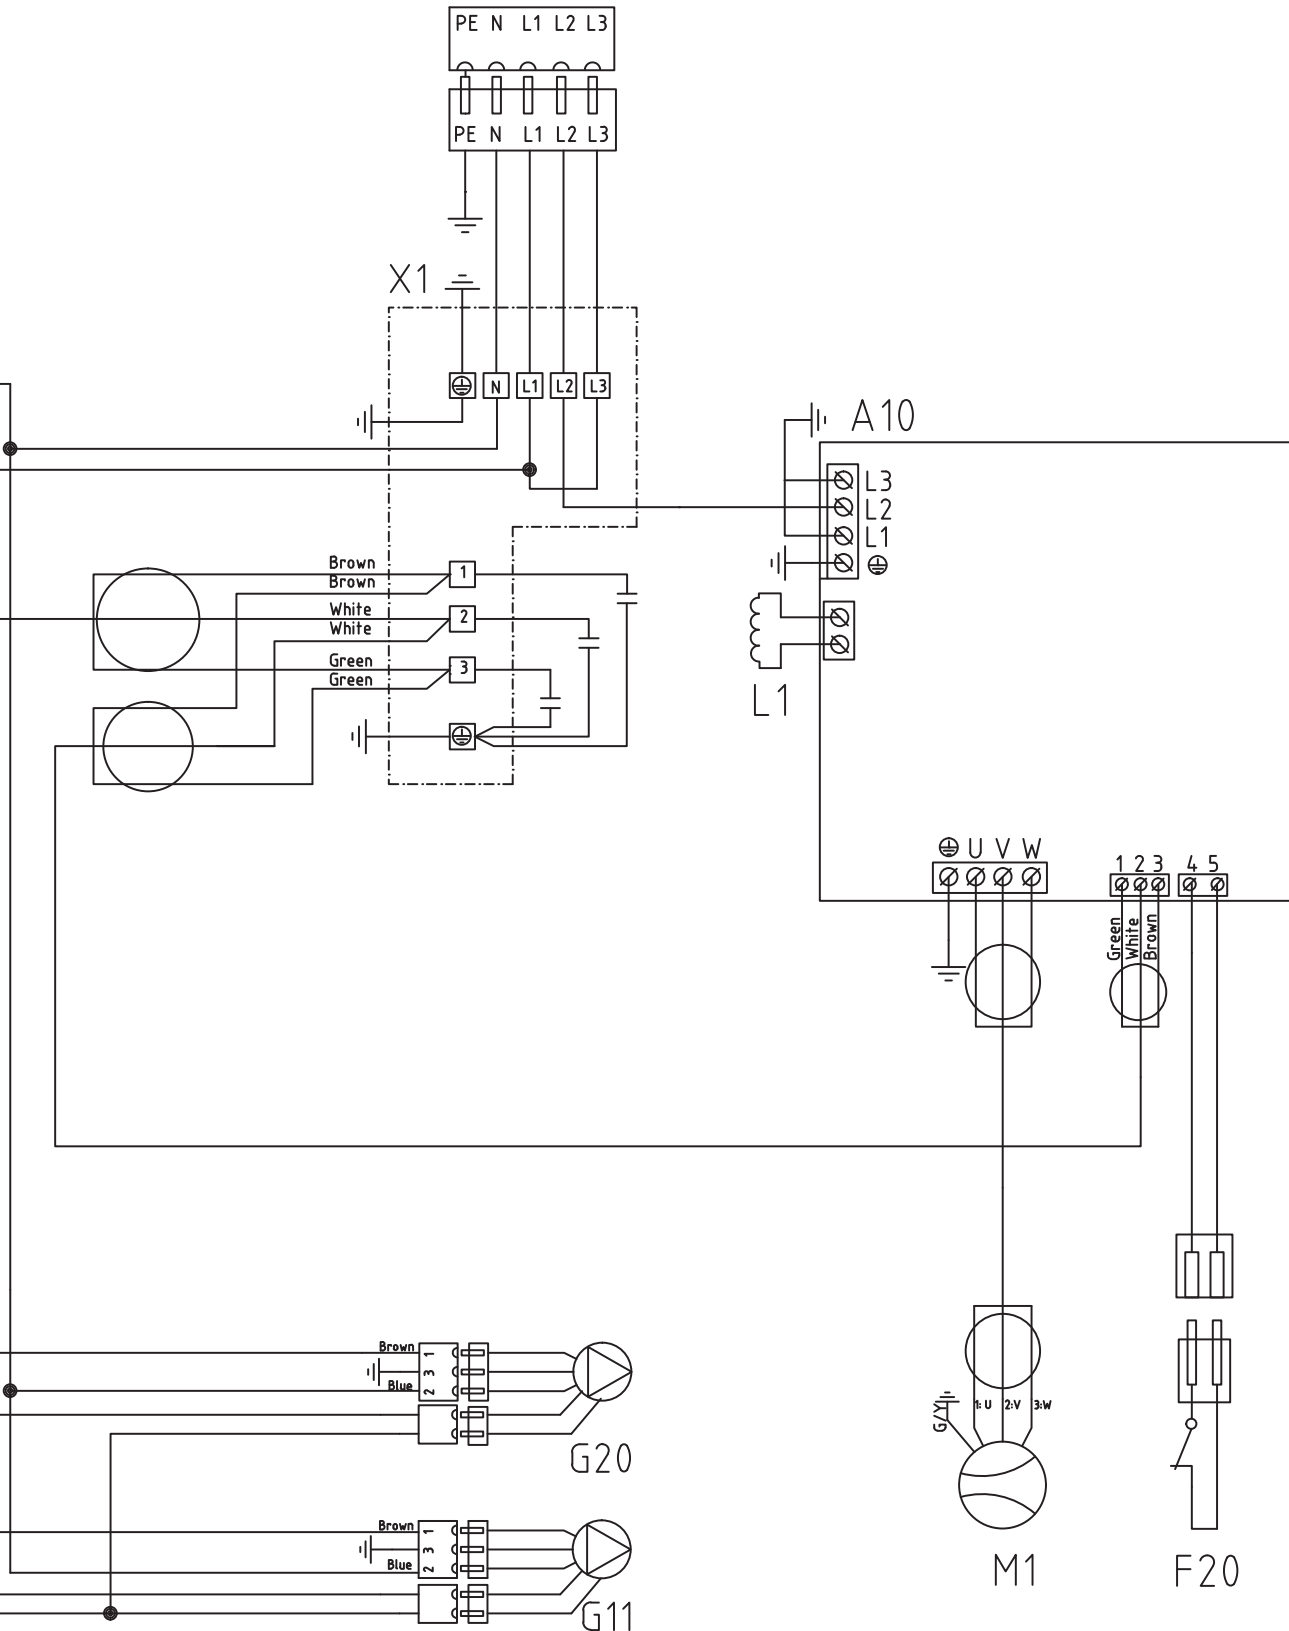 PE N L1 L2 L3
PE N L1 L2 L3
X1
N L1 L2 L3
A10
L3
L2
L1
Brown
1
Brown
White
2
White
Green
3
Green
L1
U V W
1 2 3 4 5
Green
White
Brown
Brown
1
3
Blue
2
G20
G/Y
1: U
2:V
3:W
M1
F20
Brown
1
3
Blue
2
G11